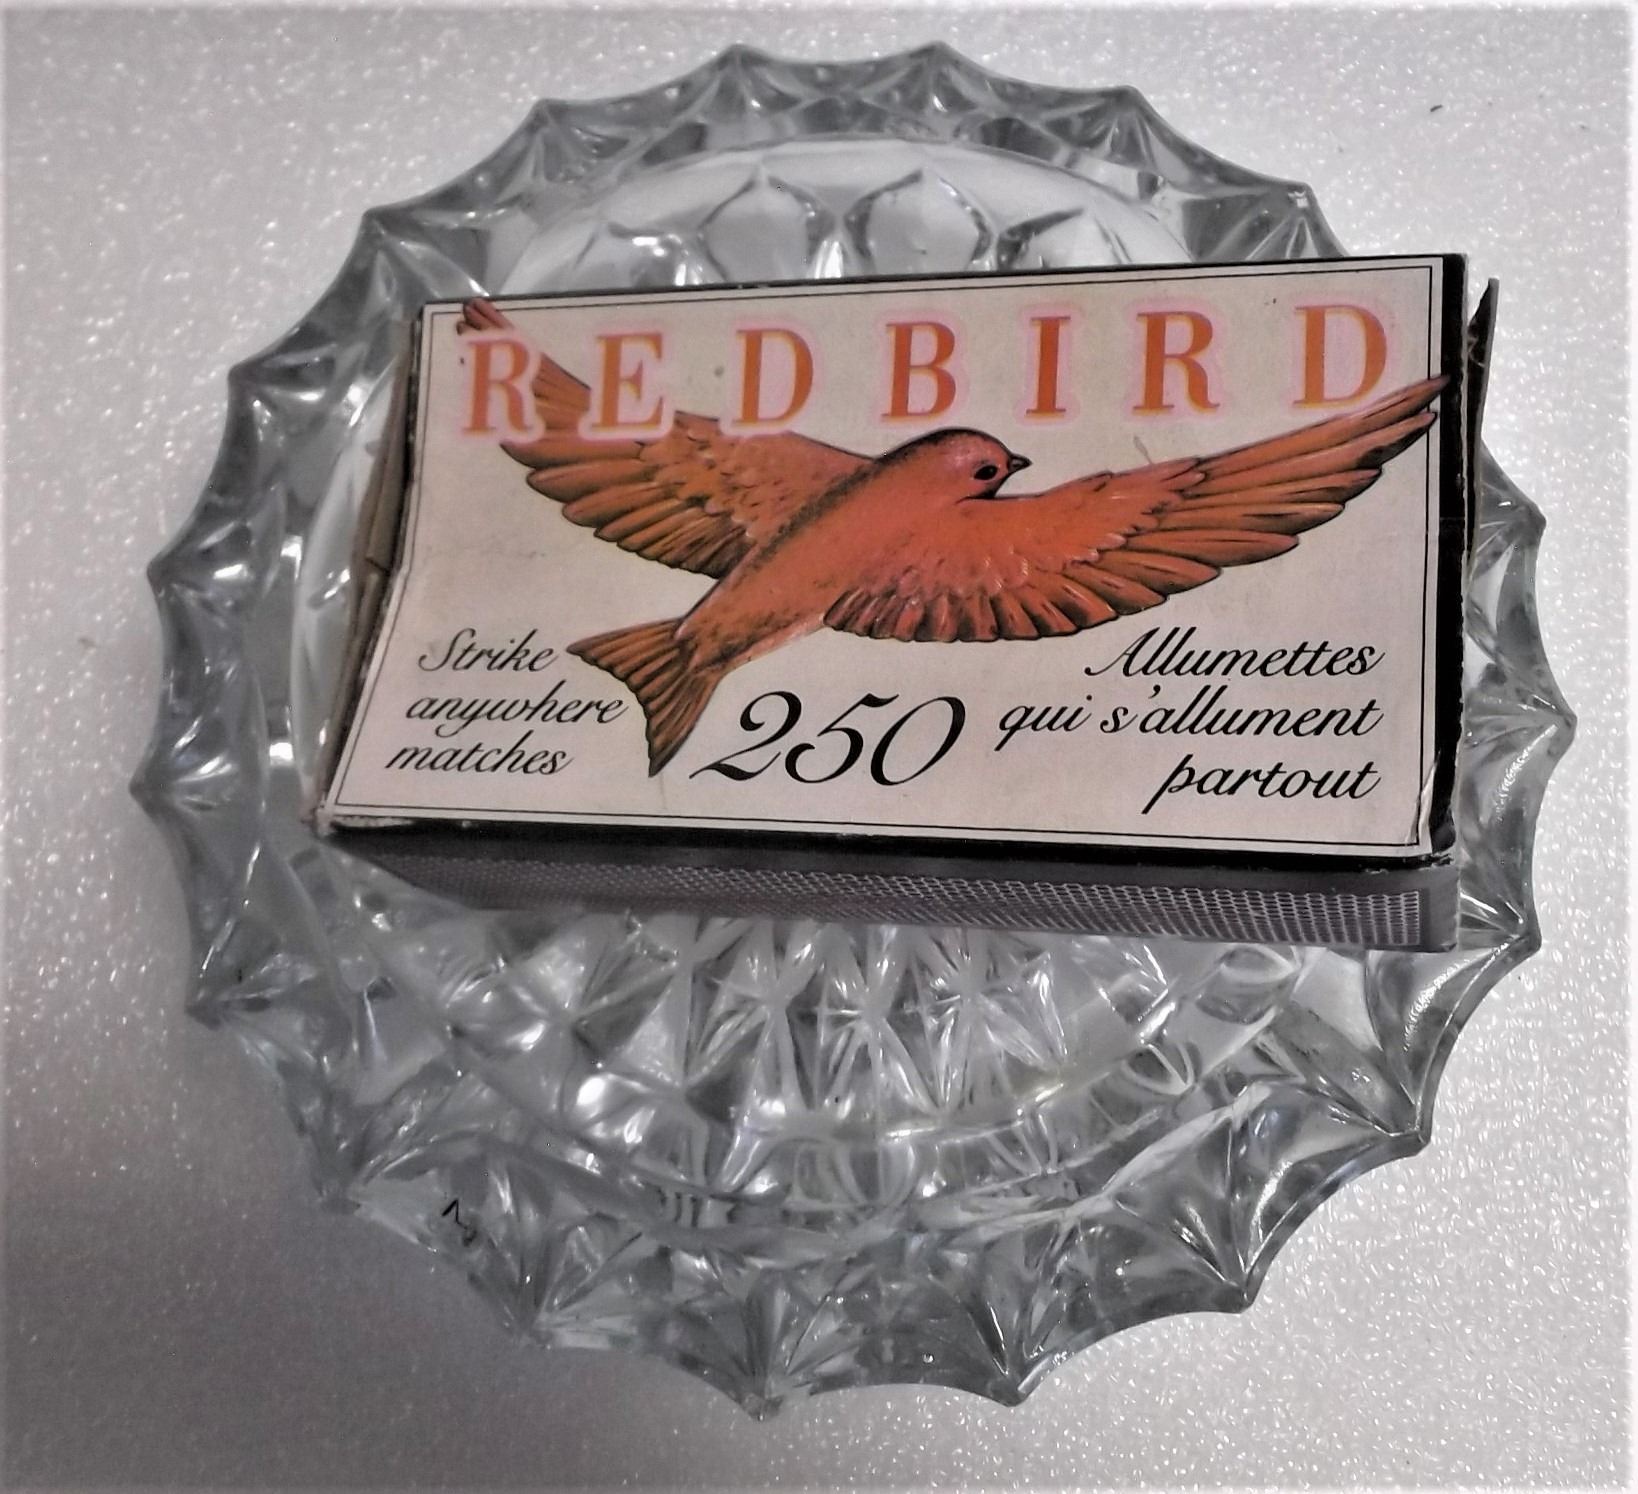 REDBIRD
Strike
anywhere
matches
250
Allumettes
qui s'allument
partout